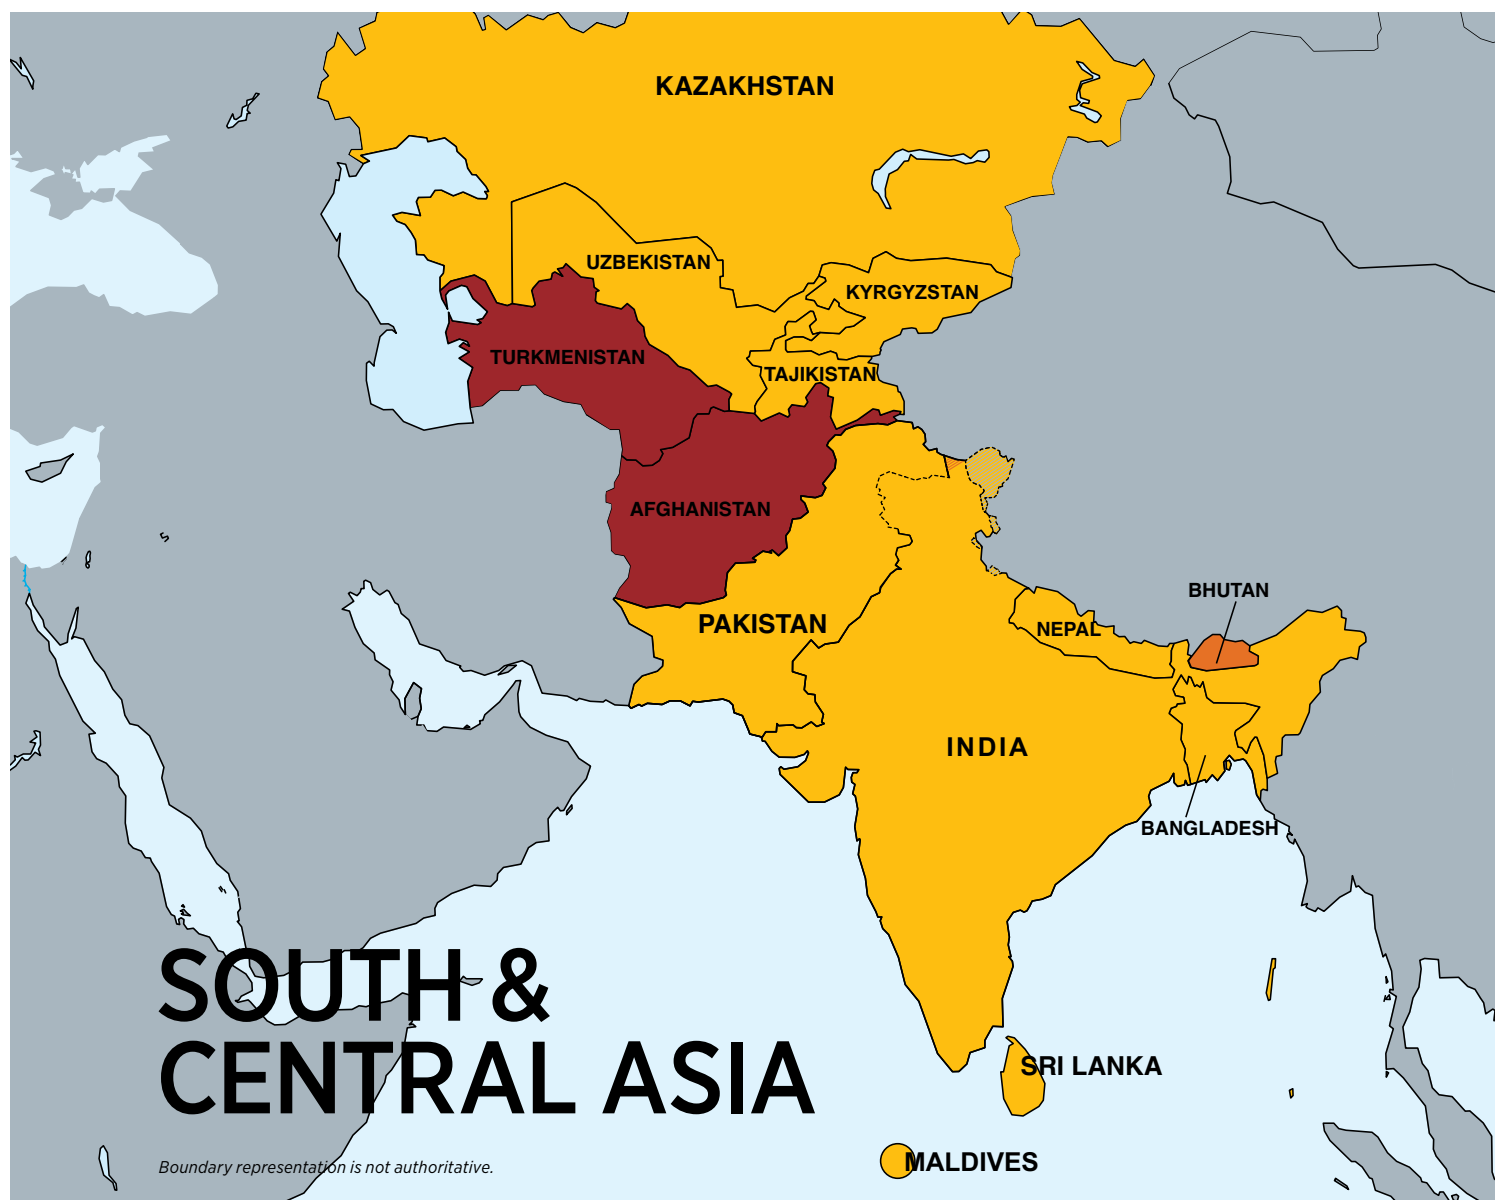 KAZAKHSTAN
UZBEKISTAN
KYRGYZSTAN
TURKMENISTAN
TAJIKISTAN
AFGHANISTAN
BHUTAN
PAKISTAN
NEPAL
INDIA
BANGLADESH
SOUTH &
CENTRAL ASIA
SRI LANKA
MALDIVES
Boundary representation is not authoritative.